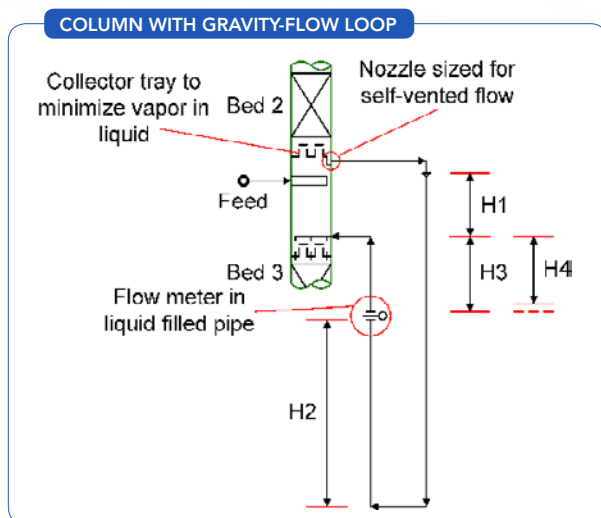 COLUMN WITH GRAVITY-FLOW LOOP
Collector tray to
minimize vapor in
liquid
Bed 2
Nozzle sized for
self-vented flow
Feed
H1
Bed 3
H3
H4
Flow meter in
liquid filled pipe
H2